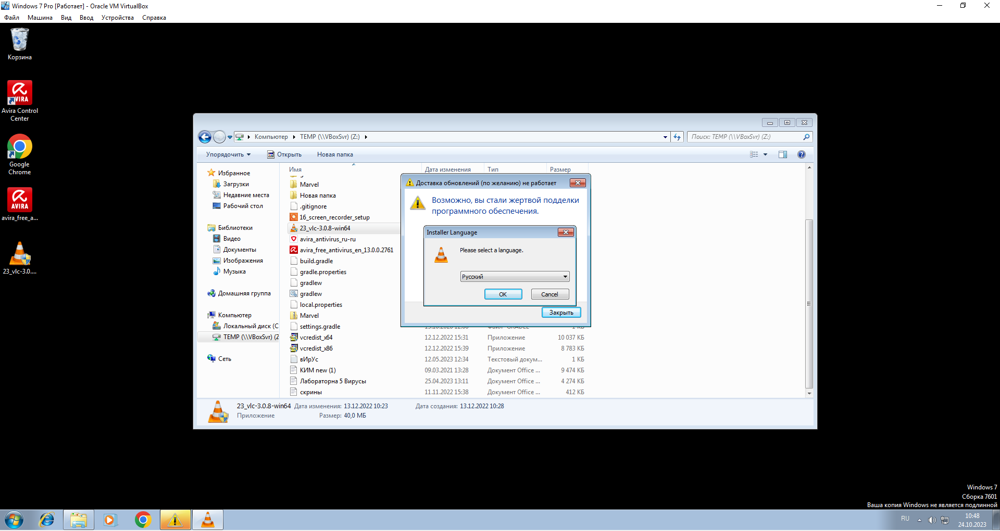 Windows 7 Pro [Работает] - Oracle VM VirtualBox
Файл Машина Вид Ввод Устройства Справка
Корзина
AVIRA
Avira Control
Center
Google
Chrome
AVIRA
avira_free_a...
23_vlc-3.0....
Компьютер TEMP (\\VBoxSvr) (Z:)
Поиск: TEMP (\\VBoxSvr) (Z:)
Упорядочить Открыть Новая папка
Избранное
Загрузки
Недавние места
Рабочий стол
Библиотеки
Видео
Документы
Изображения
Музыка
Домашняя группа
Компьютер
Локальный диск (C
TEMP (\\VBoxSvr) (Z
Сеть
Имя Дата изменения Тип Размер
Marvel
Новая папка
.gitignore
16_screen_recorder_setup
23_vlc-3.0.8-win64
avira_antivirus_ru-ru
avira_free_antivirus_en_13.0.0.2761
build.gradle
gradle.properties
gradlew
gradlew
local.properties
Marvel
settings.gradle
vcredist_x64 12.12.2022 15:31 Приложение 10 037 КБ
vcredist_x86 12.12.2022 15:39 Приложение 8 783 КБ
вИрУс 12.05.2023 12:34 Текстовый докум... 1 КБ
КИМ new (1) 09.03.2021 13:28 Документ Office ... 9 474 КБ
Лабораторна 5 Вирусы 25.04.2023 13:11 Документ Office ... 4 274 КБ
скрины 11.11.2022 15:38 Документ Office ... 412 КБ
Доставка обновлений (по желанию) не работает
Возможно, вы стали жертвой подделки
программного обеспечения.
Installer Language
Please select a language.
Русский
OK Cancel
Закрыть
23_vlc-3.0.8-win64 Дата изменения: 13.12.2022 10:23 Дата создания: 13.12.2022 10:28
Приложение Размер: 40,0 МБ
Windows 7
Сборка 7601
Ваша копия Windows не является подлинной
RU
10:48
24.10.2023